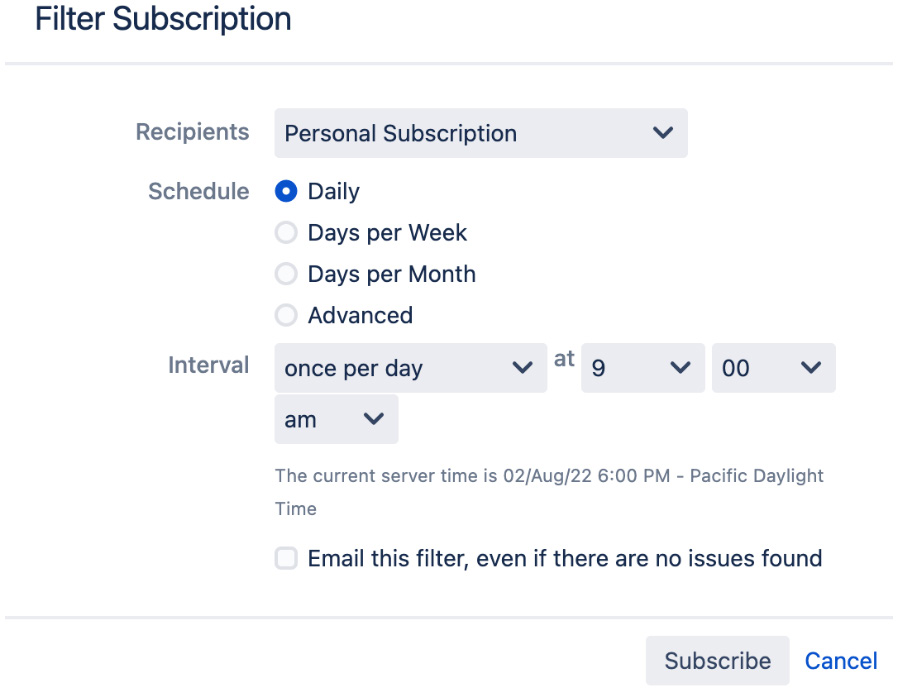 Filter Subscription
Recipients Personal Subscription
Schedule Daily
Days per Week
Days per Month
Advanced
Interval once per day at 9 00
am
The current server time is 02/Aug/22 6:00 PM - Pacific Daylight
Time
Email this filter, even if there are no issues found
Subscribe Cancel